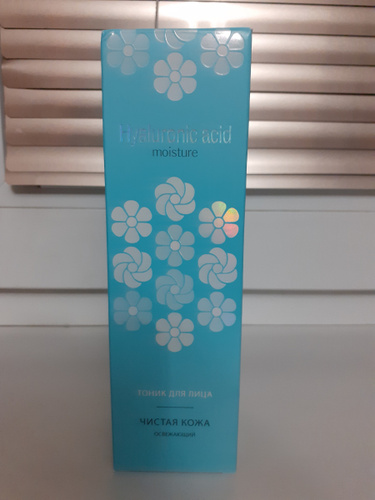 Hyaluronic acid
moisture
ТОНИК ДЛЯ ЛИЦА
ЧИСТАЯ КОЖА
ОСВЕЖАЮЩИЙ